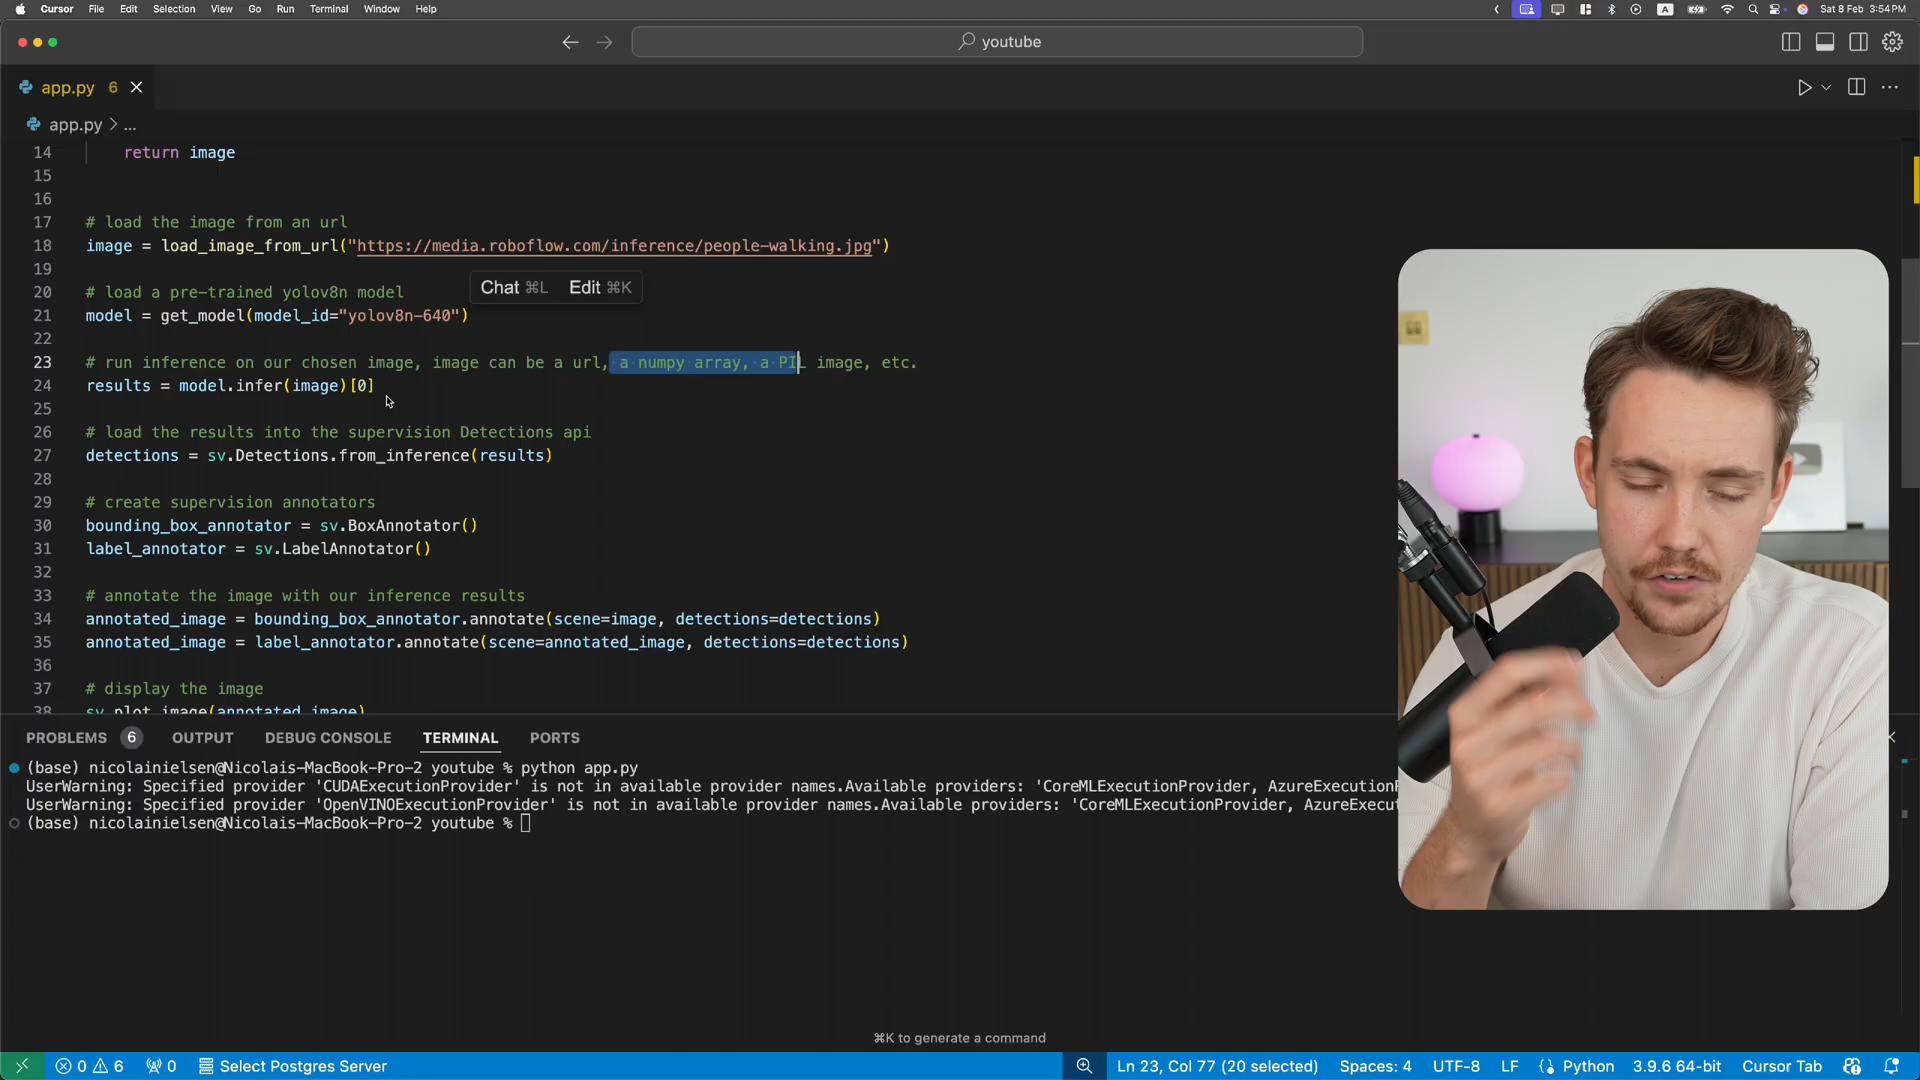 Cursor File Edit Selection View Go Run Terminal Window Help
A Sat 8 Feb 3:54 PM
youtube
app.py 6
app.py > ...
14 return image
15
16
17 # load the image from an url
18 image = load_image_from_url("https://media.roboflow.com/inference/people-walking.jpg")
19
Chat ⌘L Edit ⌘K
20 # load a pre-trained yolov8n model
21 model = get_model(model_id="yolov8n-640")
22
23 # run inference on our chosen image, image can be a url, a numpy array, a PIL image, etc.
24 results = model.infer(image)[0]
25
26 # load the results into the supervision Detections api
27 detections = sv.Detections.from_inference(results)
28
29 # create supervision annotators
30 bounding_box_annotator = sv.BoxAnnotator()
31 label_annotator = sv.LabelAnnotator()
32
33 # annotate the image with our inference results
34 annotated_image = bounding_box_annotator.annotate(scene=image, detections=detections)
35 annotated_image = label_annotator.annotate(scene=annotated_image, detections=detections)
36
37 # display the image
38 sv.plot_image(annotated_image)
PROBLEMS 6 OUTPUT DEBUG CONSOLE TERMINAL PORTS
(base) nicolainielsen@Nicolais-MacBook-Pro-2 youtube % python app.py
UserWarning: Specified provider 'CUDAExecutionProvider' is not in available provider names.Available providers: 'CoreMLExecutionProvider, AzureExecution
UserWarning: Specified provider 'OpenVINOExecutionProvider' is not in available provider names.Available providers: 'CoreMLExecutionProvider, AzureExecut
(base) nicolainielsen@Nicolais-MacBook-Pro-2 youtube %
⌘K to generate a command
0 6 0 Select Postgres Server Ln 23, Col 77 (20 selected) Spaces: 4 UTF-8 LF Python 3.9.6 64-bit Cursor Tab